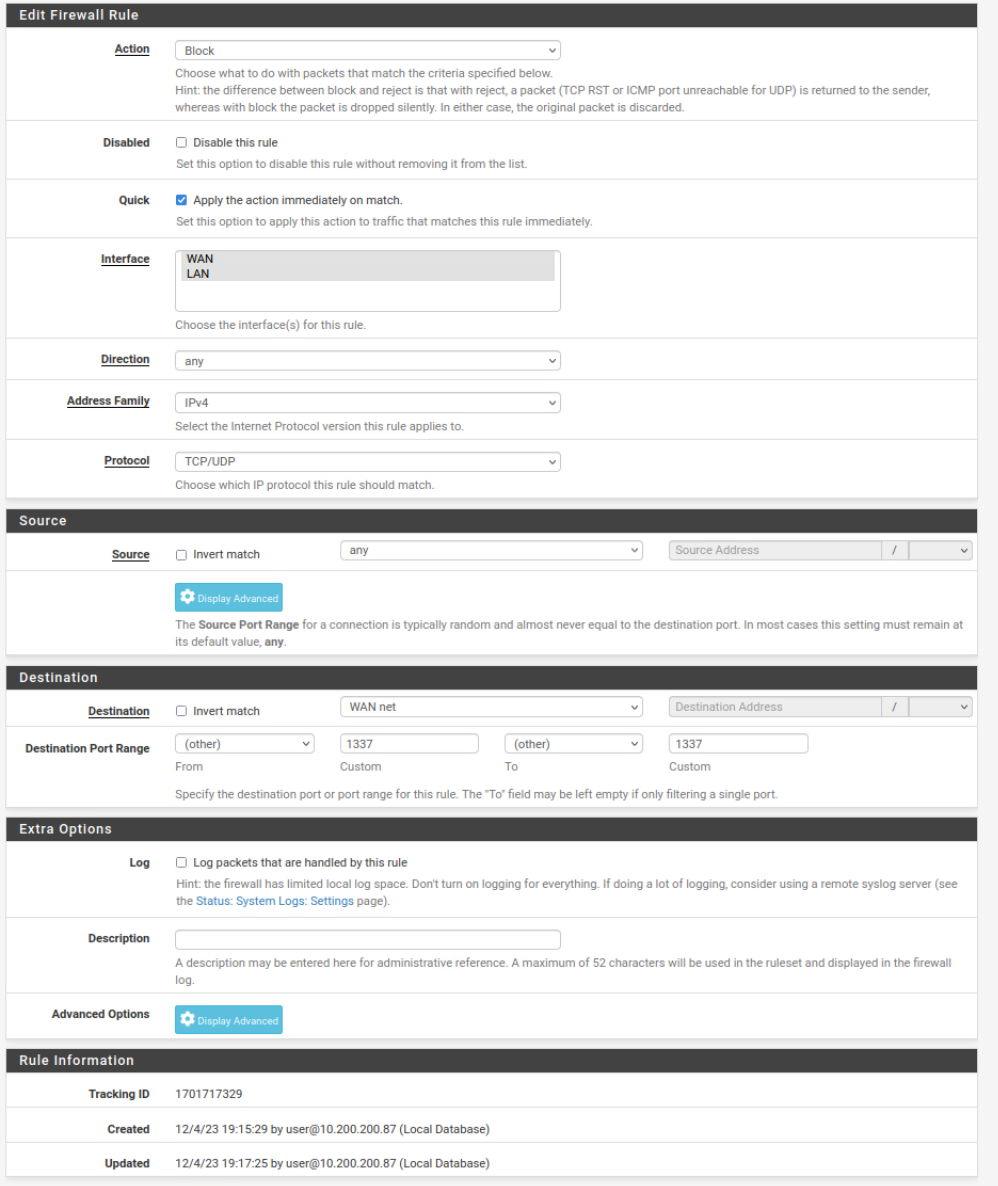 Edit Firewall Rule
Action
Block
Choose what to do with packets that match the criteria specified below.
Hint: the difference between block and reject is that with reject, a packet (TCP RST or ICMP port unreachable for UDP) is returned to the sender,
whereas with block the packet is dropped silently. In either case, the original packet is discarded.
Disabled
Disable this rule
Set this option to disable this rule without removing it from the list.
Quick
Apply the action immediately on match.
Set this option to apply this action to traffic that matches this rule immediately.
Interface
WAN
LAN
Choose the interface(s) for this rule.
Direction
any
Address Family
IPv4
Select the Internet Protocol version this rule applies to.
Protocol
TCP/UDP
Choose which IP protocol this rule should match.
Source
Source
Invert match
any
Source Address
/
Display Advanced
The Source Port Range for a connection is typically random and almost never equal to the destination port. In most cases this setting must remain at
its default value, any.
Destination
Destination
Invert match
WAN net
Destination Address
/
Destination Port Range
(other)
1337
(other)
1337
From
Custom
To
Custom
Specify the destination port or port range for this rule. The "To" field may be left empty if only filtering a single port.
Extra Options
Log
Log packets that are handled by this rule
Hint: the firewall has limited local log space. Don't turn on logging for everything. If doing a lot of logging, consider using a remote syslog server (see
the Status: System Logs: Settings page).
Description
A description may be entered here for administrative reference. A maximum of 52 characters will be used in the ruleset and displayed in the firewall
log.
Advanced Options
Display Advanced
Rule Information
Tracking ID
1701717329
Created
12/4/23 19:15:29 by user@10.200.200.87 (Local Database)
Updated
12/4/23 19:17:25 by user@10.200.200.87 (Local Database)